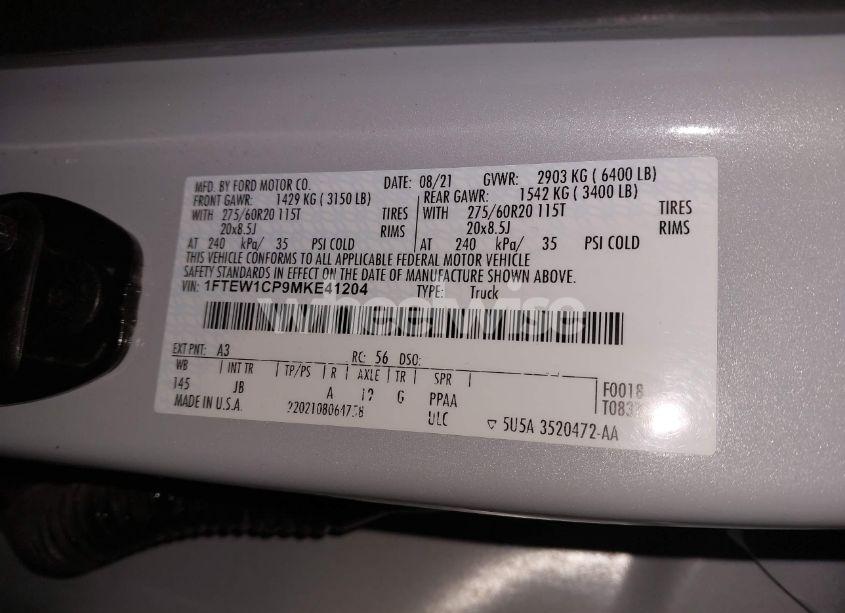 MFD. BY FORD MOTOR CO. DATE: 08/21 GVWR: 2903 KG ( 6400 LB)
FRONT GAWR: 1429 KG ( 3150 LB) REAR GAWR: 1542 KG ( 3400 LB)
WITH 275/60R20 115T TIRES WITH 275/60R20 115T TIRES
20x8.5J RIMS 20x8.5J RIMS
AT 240 kPa/ 35 PSI COLD AT 240 kPa/ 35 PSI COLD
THIS VEHICLE CONFORMS TO ALL APPLICABLE FEDERAL MOTOR VEHICLE
SAFETY STANDARDS IN EFFECT ON THE DATE OF MANUFACTURE SHOWN ABOVE.
VIN: 1FTEW1CP9MKE41204 TYPE: Truck
wheelwise
EXT PNT: A3 RC: 56 DSO:
WB INT TR TP/PS R AXLE TR SPR
145 JB A 12 G PPAA
F0018
MADE IN U.S.A. ULC ▽ 5U5A 3520472-AA